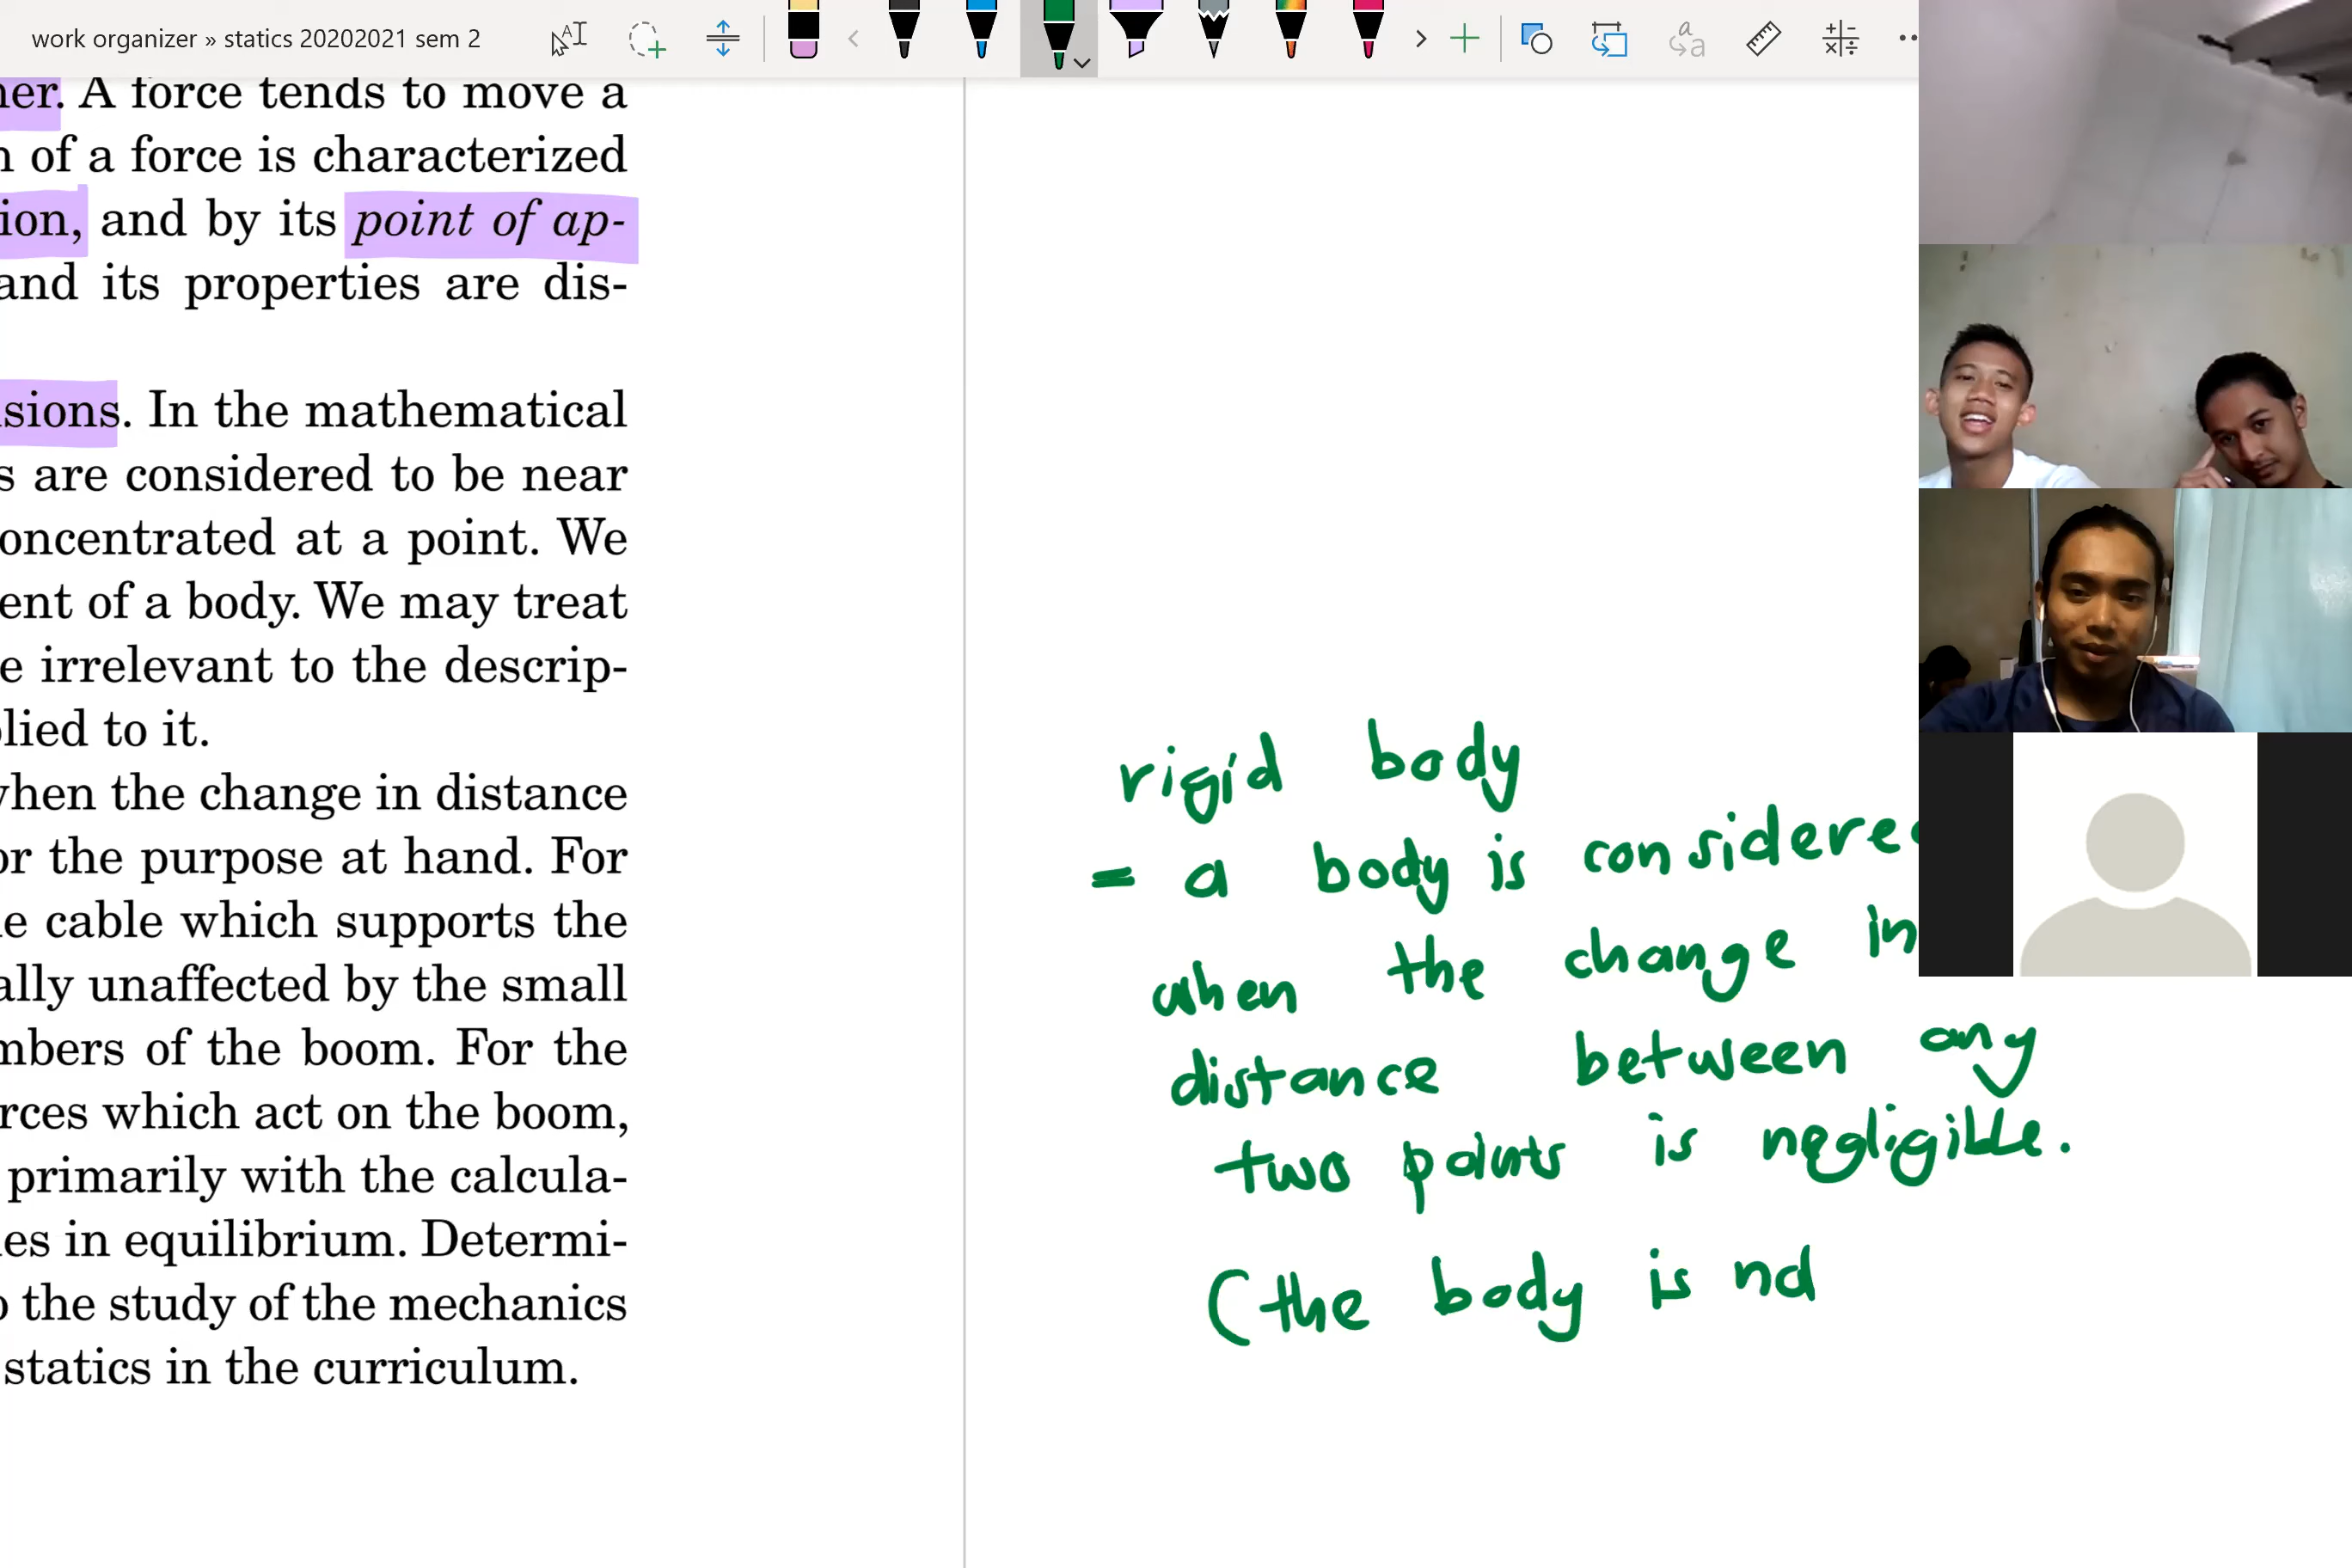 work organizer » statics 20202021 sem 2
her. A force tends to move a
n of a force is characterized
ion, and by its point of ap-
and its properties are dis-
sions. In the mathematical
s are considered to be near
oncentrated at a point. We
ent of a body. We may treat
e irrelevant to the descrip-
plied to it.
when the change in distance
or the purpose at hand. For
e cable which supports the
ally unaffected by the small
mbers of the boom. For the
rces which act on the boom,
primarily with the calcula-
ies in equilibrium. Determi-
o the study of the mechanics
statics in the curriculum.
rigid body
= a body is considered
when the change in
distance between any
two points is negligible.
(the body is not